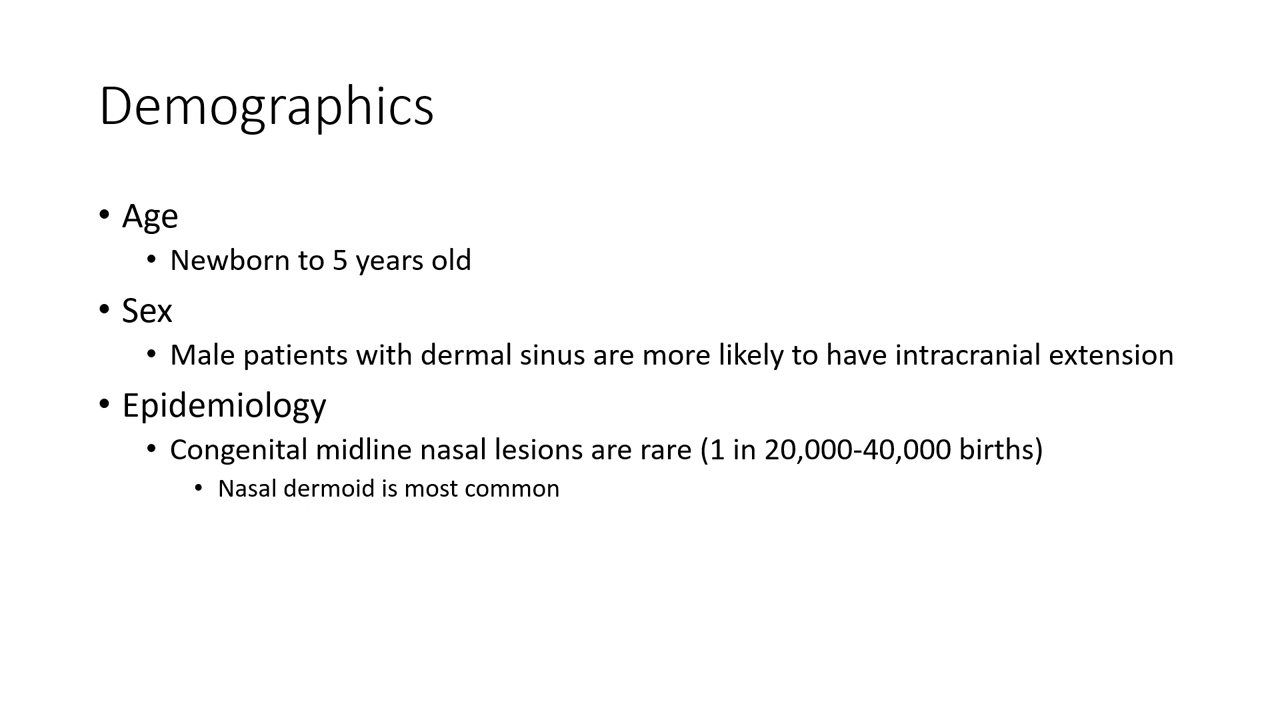 Demographics
• Age
• Newborn to 5 years old
• Sex
• Male patients with dermal sinus are more likely to have intracranial extension
• Epidemiology
• Congenital midline nasal lesions are rare (1 in 20,000-40,000 births)
• Nasal dermoid is most common